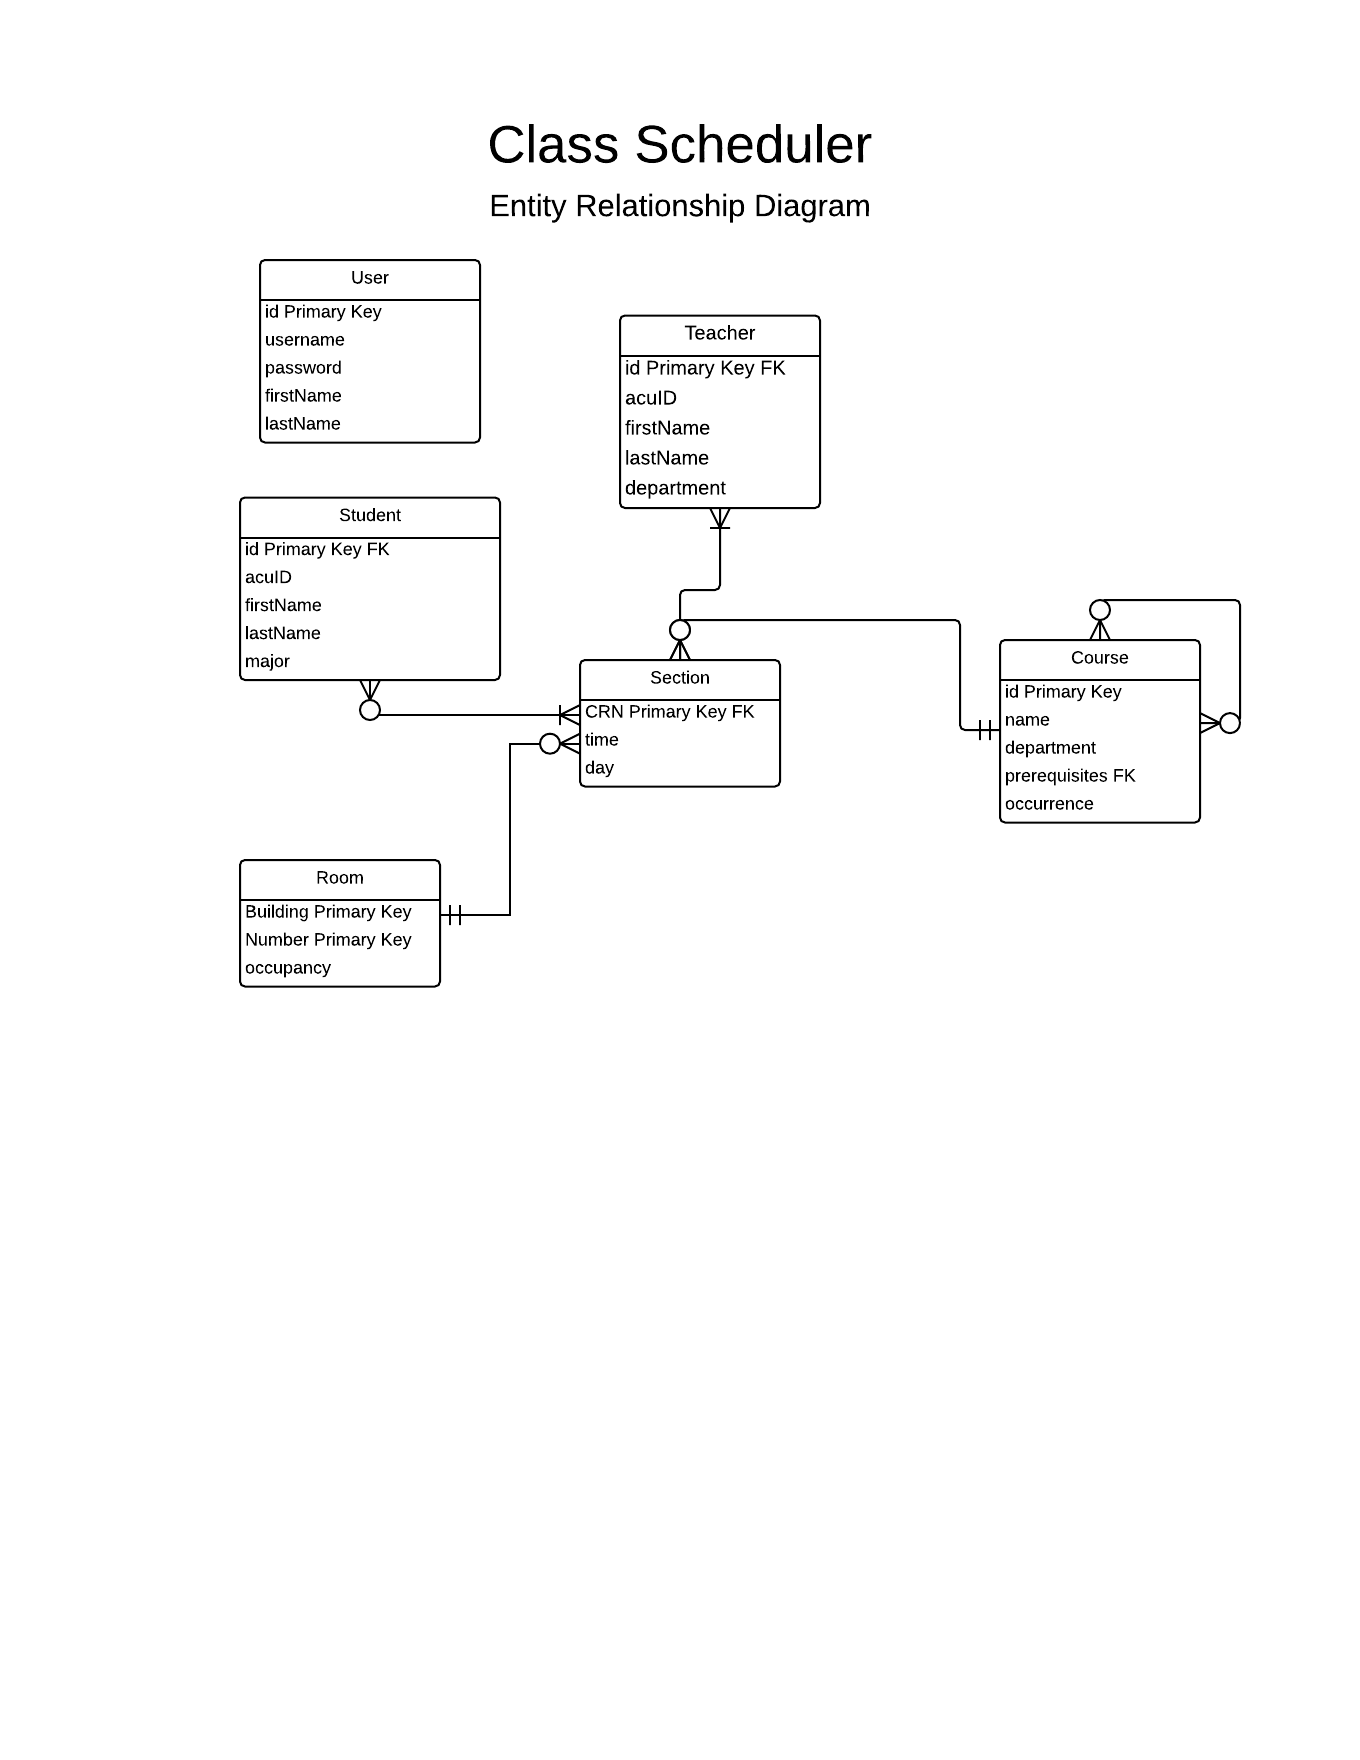 Class Scheduler
Entity Relationship Diagram
User
id Primary Key
username
password
firstName
lastName
Teacher
id Primary Key FK
acuID
firstName
lastName
department
Student
id Primary Key FK
acuID
firstName
lastName
major
Section
CRN Primary Key FK
time
day
Course
id Primary Key
name
department
prerequisites FK
occurrence
Room
Building Primary Key
Number Primary Key
occupancy